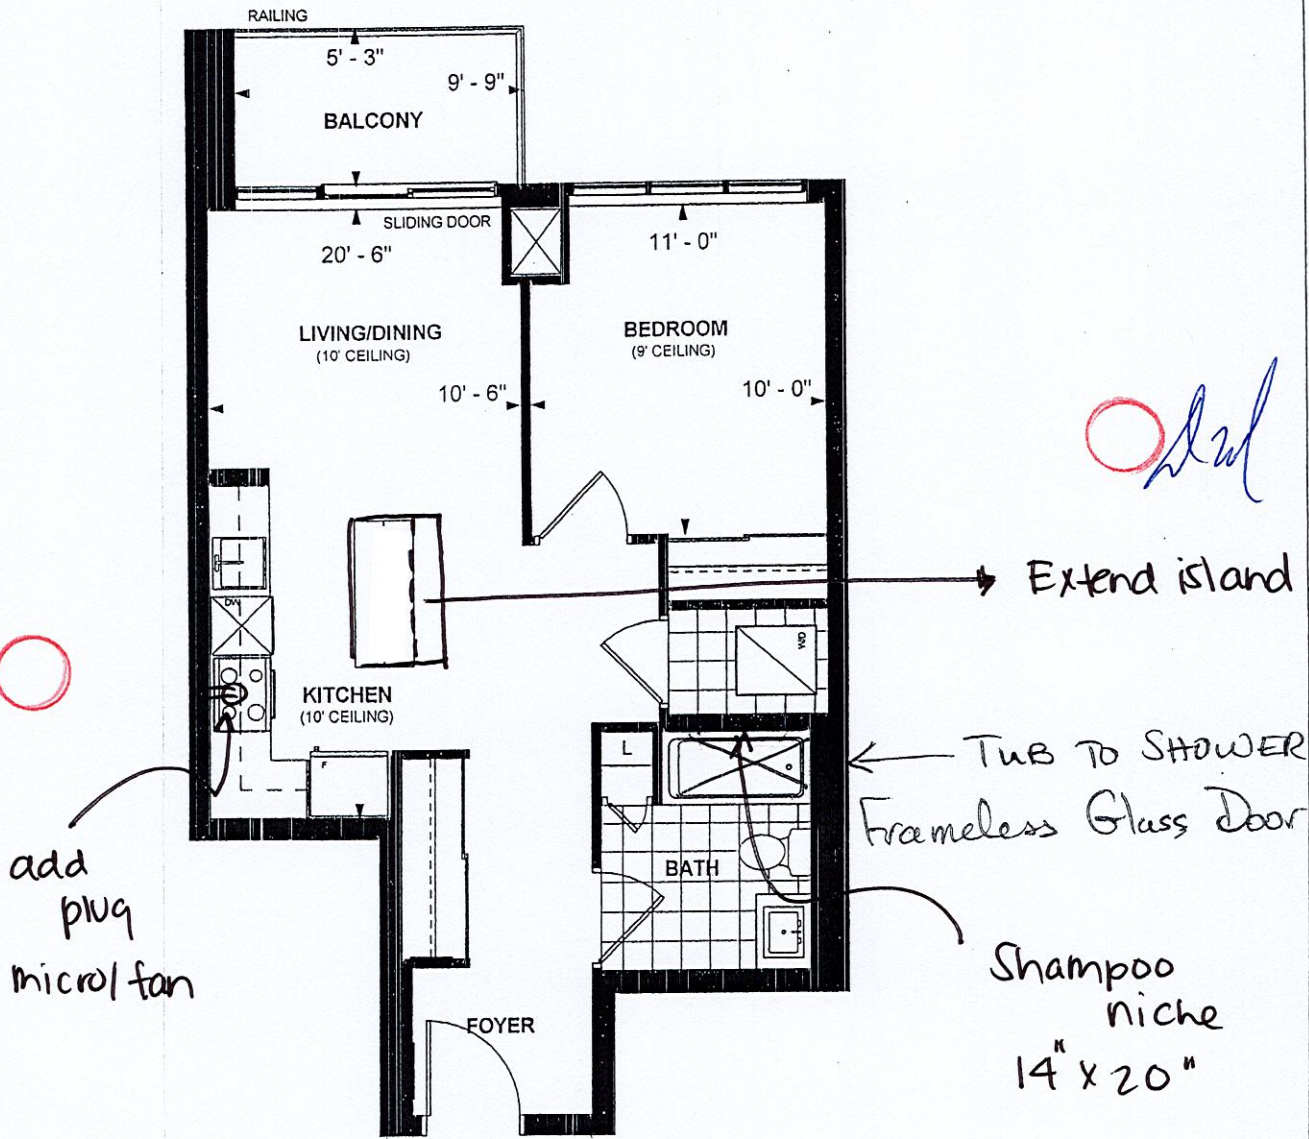 RAILING
5' - 3"
9' - 9"
BALCONY
SLIDING DOOR
20' - 6"
11' - 0"
LIVING/DINING
(10' CEILING)
BEDROOM
(9' CEILING)
10' - 6"
10' - 0"
Extend island
DW
W/D
KITCHEN
(10' CEILING)
L
F
TUB TO SHOWER
Frameless Glass Door
add
plug
micro/fan
BATH
Shampoo
niche
14" x 20"
FOYER